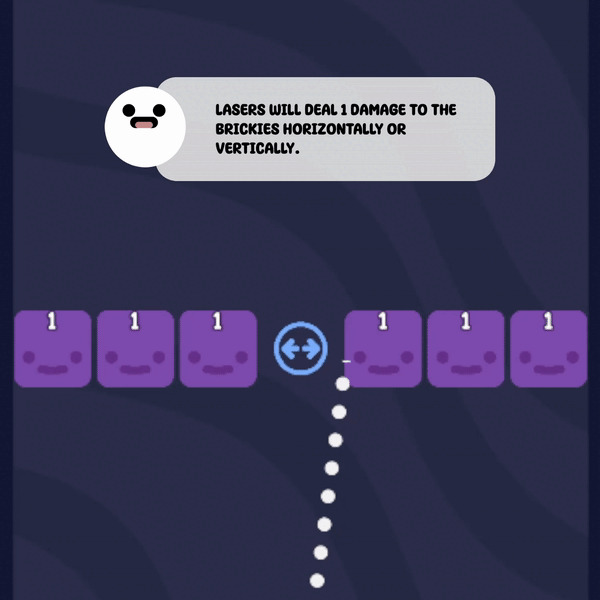 LASERS WILL DEAL 1 DAMAGE TO THE
BRICKIES HORIZONTALLY OR
VERTICALLY.
1 1 1 1 1 1